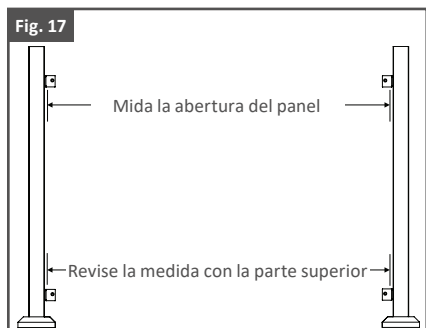 Fig. 17
Mida la abertura del panel
Revise la medida con la parte superior